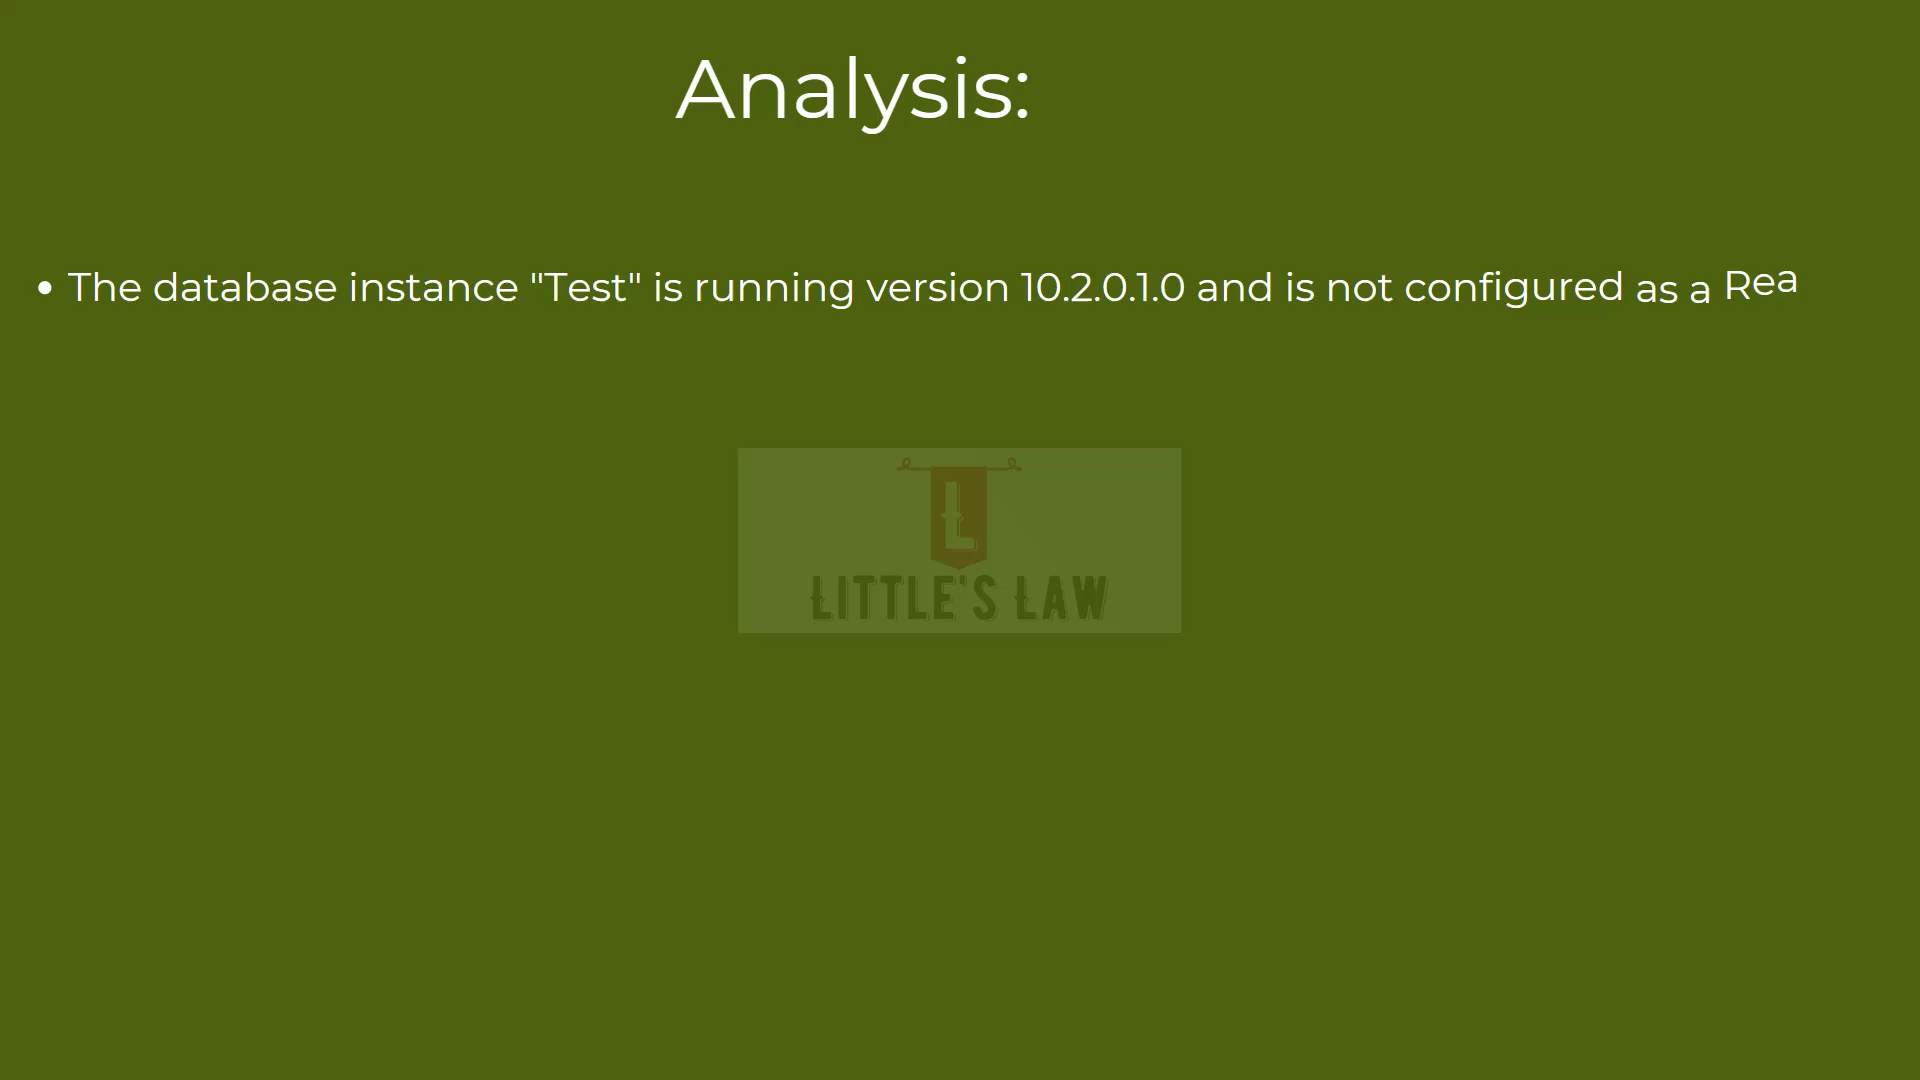 Analysis:
• The database instance "Test" is running version 10.2.0.1.0 and is not configured as a Rea
L
LITTLE'S LAW